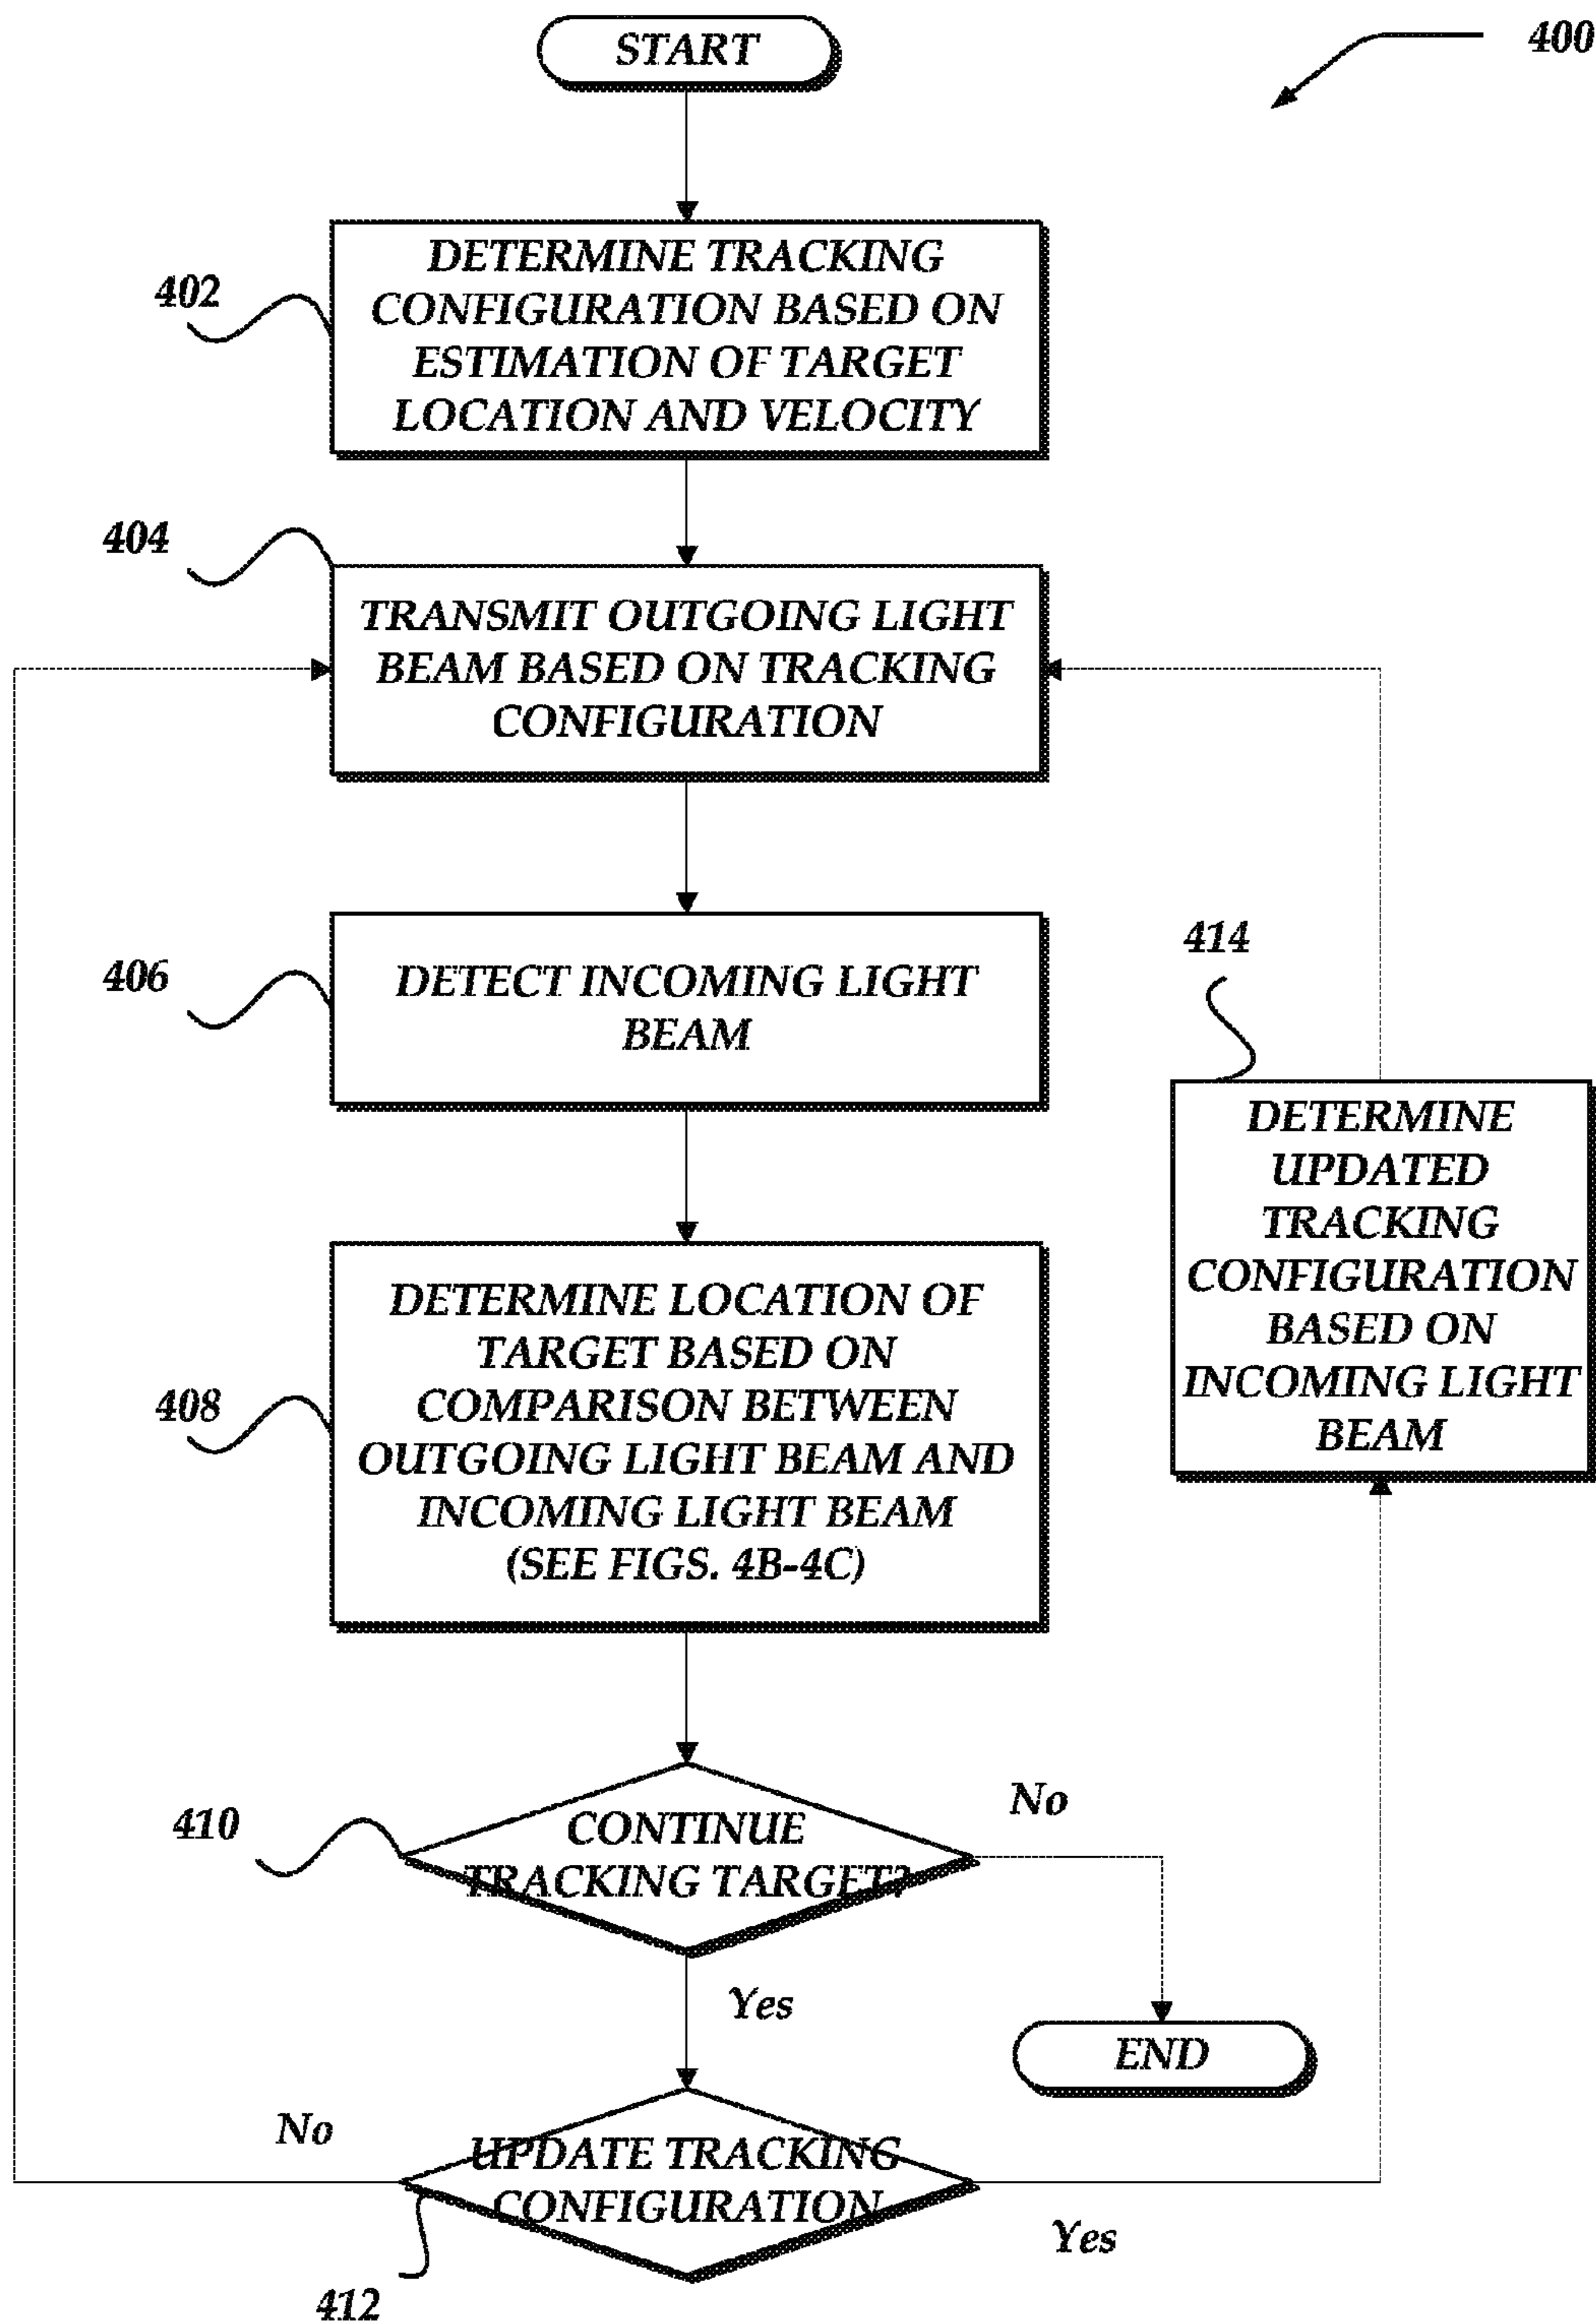 START
400
402
DETERMINE TRACKING
CONFIGURATION BASED ON
ESTIMATION OF TARGET
LOCATION AND VELOCITY
404
TRANSMIT OUTGOING LIGHT
BEAM BASED ON TRACKING
CONFIGURATION
406
DETECT INCOMING LIGHT
BEAM
414
DETERMINE
UPDATED
TRACKING
CONFIGURATION
BASED ON
INCOMING LIGHT
BEAM
408
DETERMINE LOCATION OF
TARGET BASED ON
COMPARISON BETWEEN
OUTGOING LIGHT BEAM AND
INCOMING LIGHT BEAM
(SEE FIGS. 4B-4C)
410
CONTINUE
TRACKING TARGET?
No
Yes
END
No
UPDATE TRACKING
CONFIGURATION
Yes
412